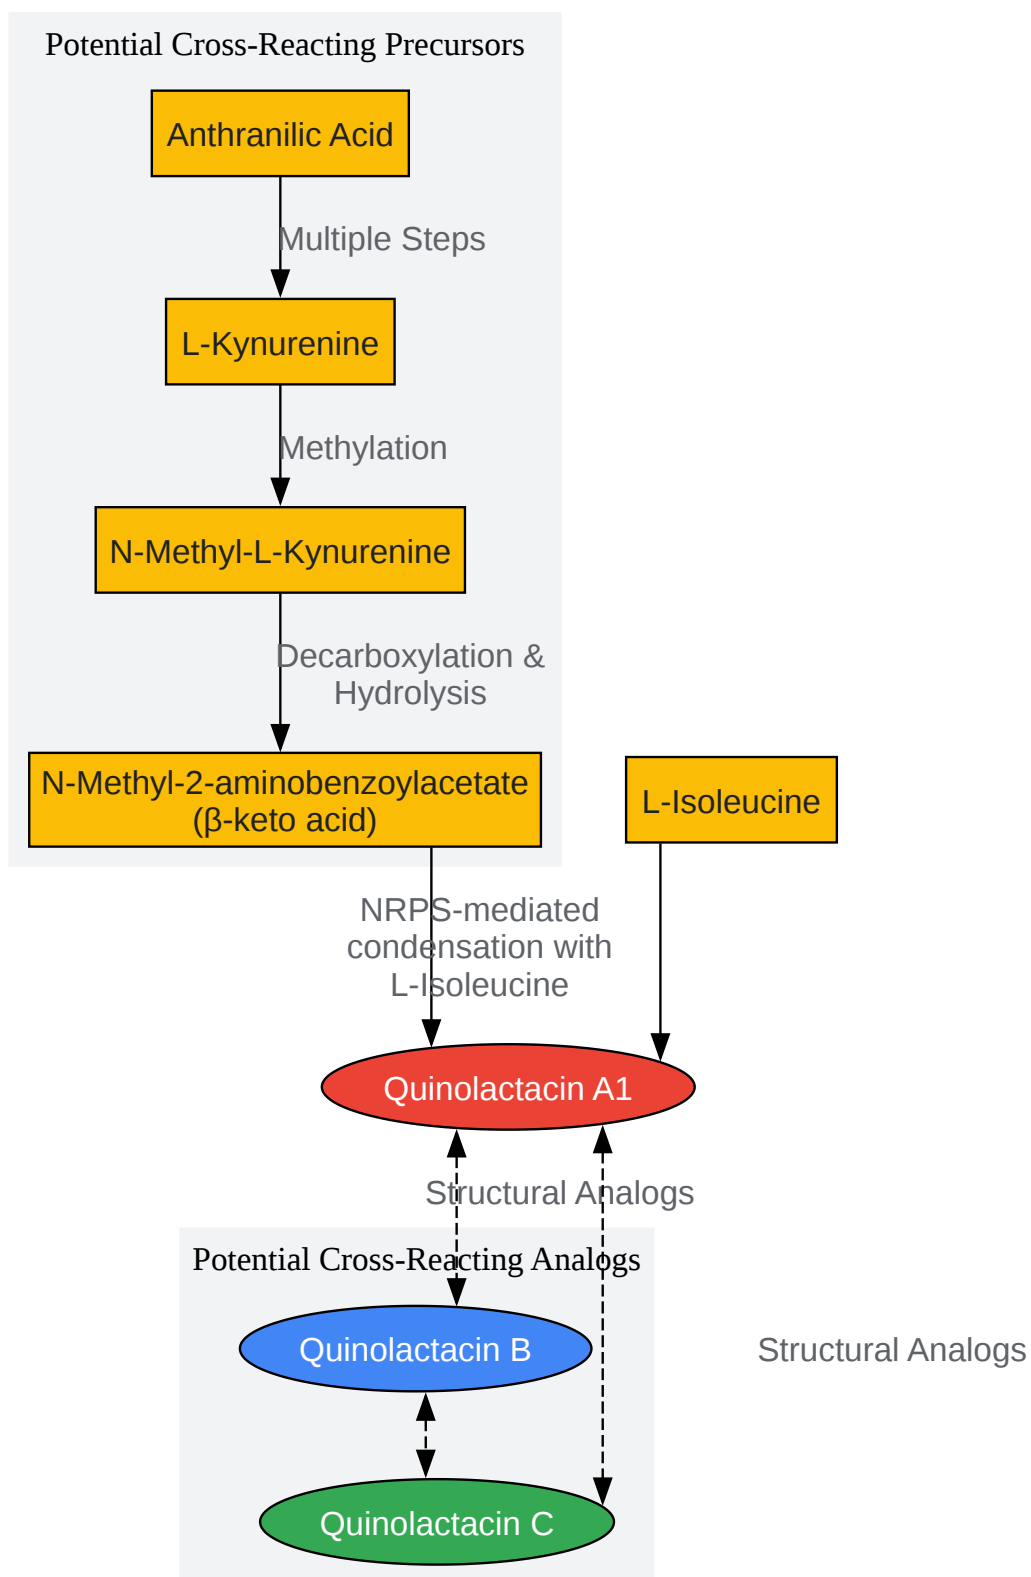 Potential Cross-Reacting Precursors
Anthranilic Acid
Multiple Steps
L-Kynurenine
Methylation
N-Methyl-L-Kynurenine
Decarboxylation &
Hydrolysis
N-Methyl-2-aminobenzoylacetate
(β-keto acid)
L-Isoleucine
NRPS-mediated
condensation with
L-Isoleucine
Quinolactacin A1
Structural Analogs
Potential Cross-Reacting Analogs
Quinolactacin B
Structural Analogs
Quinolactacin C